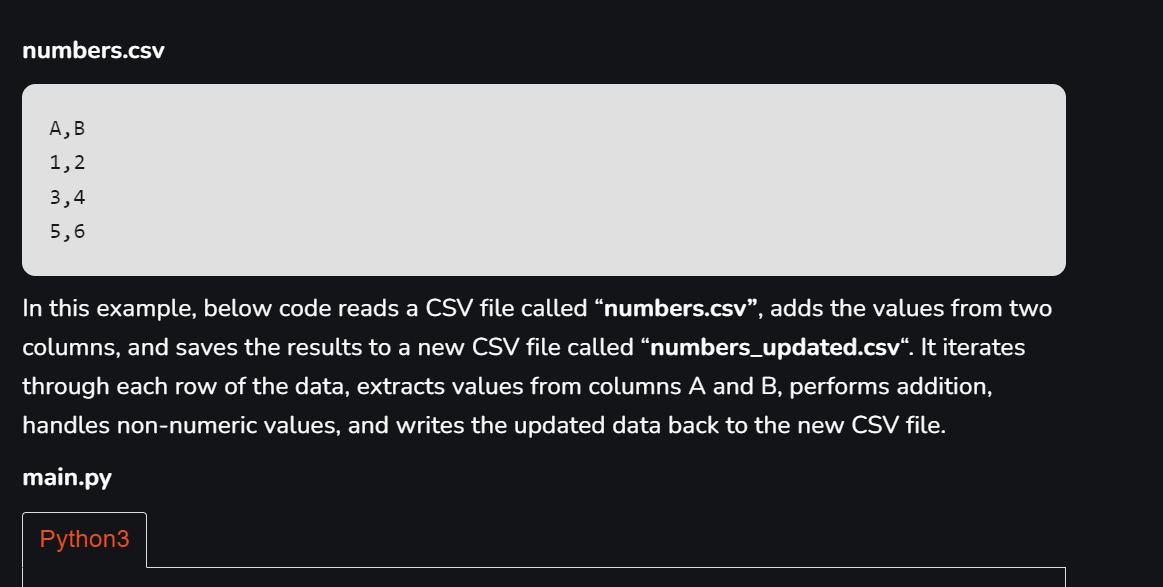 numbers.csv
A,B
1,2
3,4
5,6
In this example, below code reads a CSV file called “numbers.csv”, adds the values from two
columns, and saves the results to a new CSV file called “numbers_updated.csv“. It iterates
through each row of the data, extracts values from columns A and B, performs addition,
handles non-numeric values, and writes the updated data back to the new CSV file.
main.py
Python3